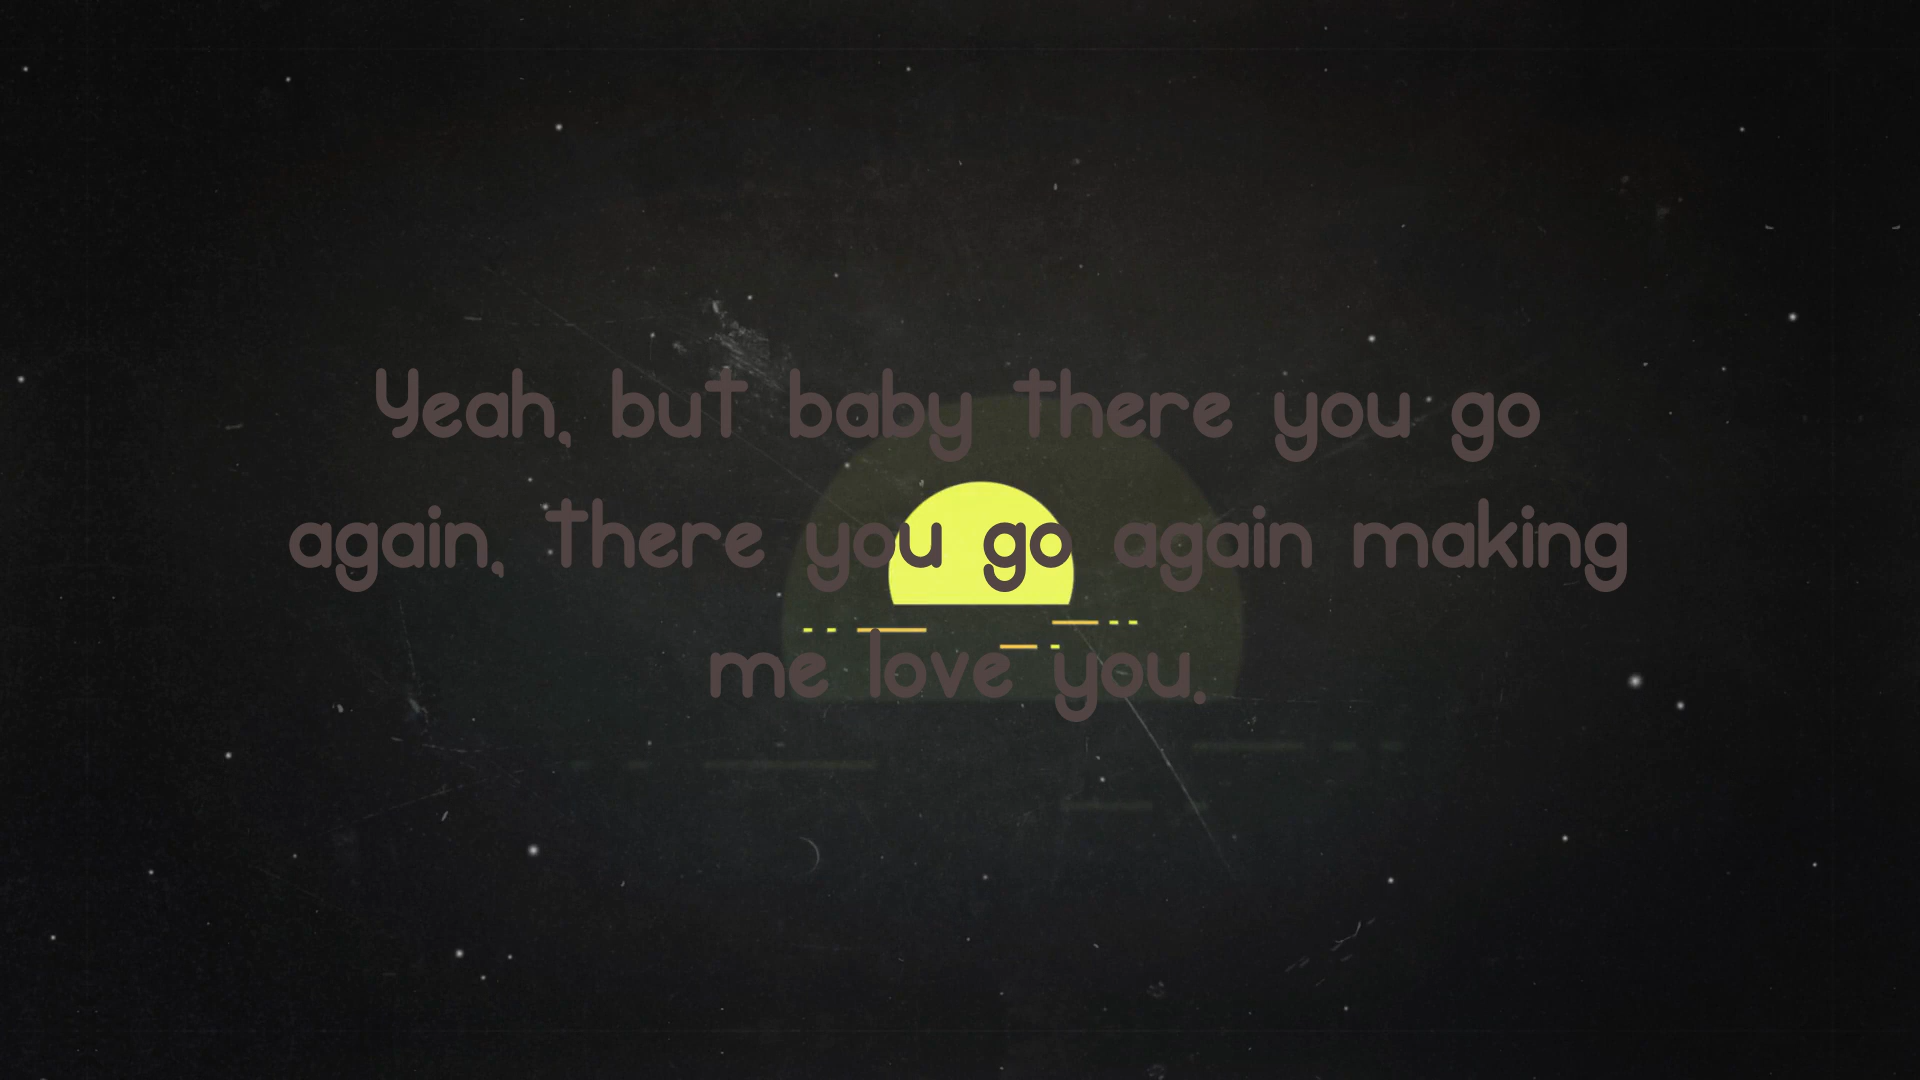 Yeah, but baby there you go
again, there you go again making
me love you.